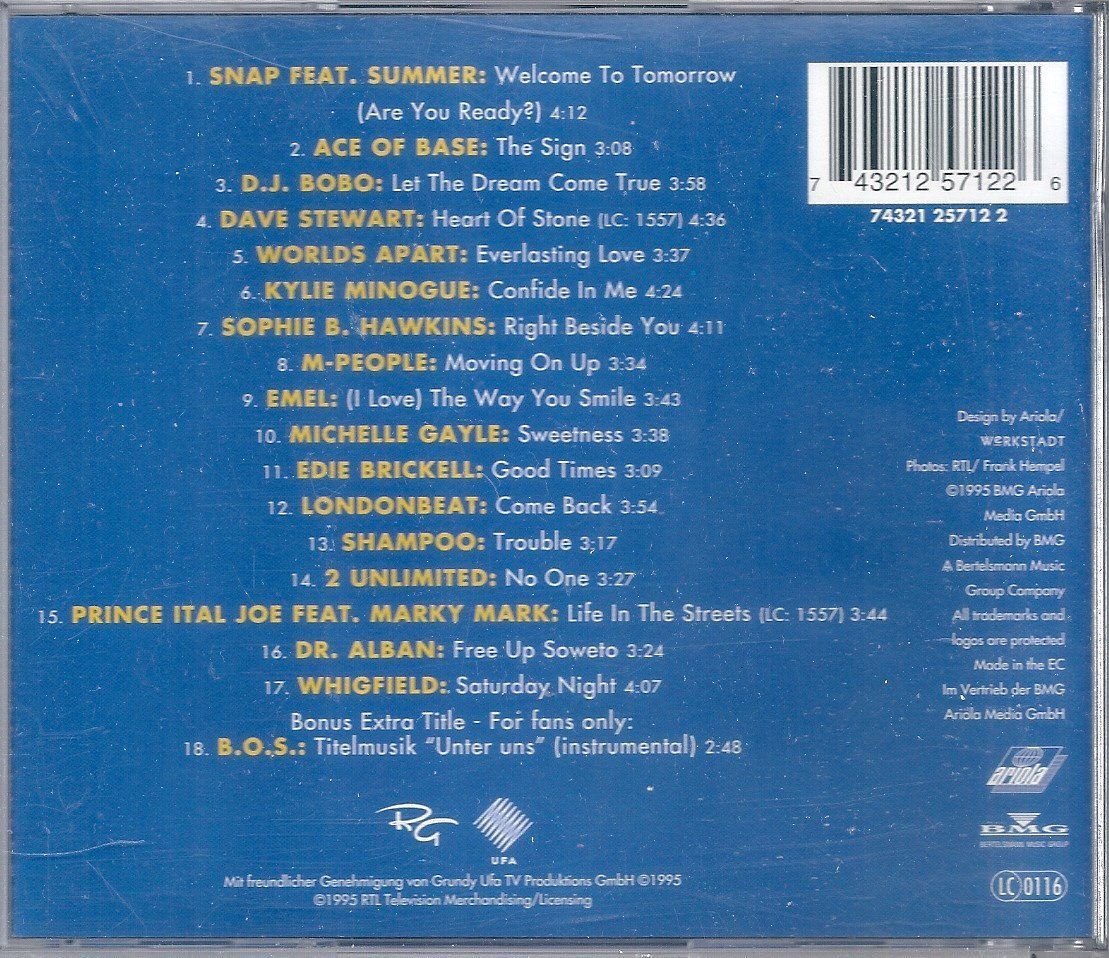 1. SNAP FEAT. SUMMER: Welcome To Tomorrow
(Are You Ready?) 4:12
2. ACE OF BASE: The Sign 3:08
3. D.J. BOBO: Let The Dream Come True 3:58
4. DAVE STEWART: Heart Of Stone (LC: 1557) 4:36
5. WORLDS APART: Everlasting Love 3:37
6. KYLIE MINOGUE: Confide In Me 4:24
7. SOPHIE B. HAWKINS: Right Beside You 4:11
8. M-PEOPLE: Moving On Up 3:34
9. EMEL: (I Love) The Way You Smile 3:43
10. MICHELLE GAYLE: Sweetness 3:38
11. EDIE BRICKELL: Good Times 3:09
12. LONDONBEAT: Come Back 3:54
13. SHAMPOO: Trouble 3:17
14. 2 UNLIMITED: No One 3:27
15. PRINCE ITAL JOE FEAT. MARKY MARK: Life In The Streets (LC: 1557) 3:44
16. DR. ALBAN: Free Up Soweto 3:24
17. WHIGFIELD: Saturday Night 4:07
Bonus Extra Title - For fans only:
18. B.O.S.: Titelmusik "Unter uns" (instrumental) 2:48
7 43212 57122 6
74321 25712 2
Design by Ariola/
WERKSTADT
Photos: RTL/ Frank Hempel
©1995 BMG Ariola
Media GmbH
Distributed by BMG
A Bertelsmann Music
Group Company
All trademarks and
logos are protected
Made in the EC
Im Vertrieb der BMG
Ariola Media GmbH
ariola
BMG
BERTELSMANN MUSIC GROUP
LC 0116
RG
UFA
Mit freundlicher Genehmigung von Grundy Ufa TV Produktions GmbH ©1995
©1995 RTL Television Merchandising/Licensing